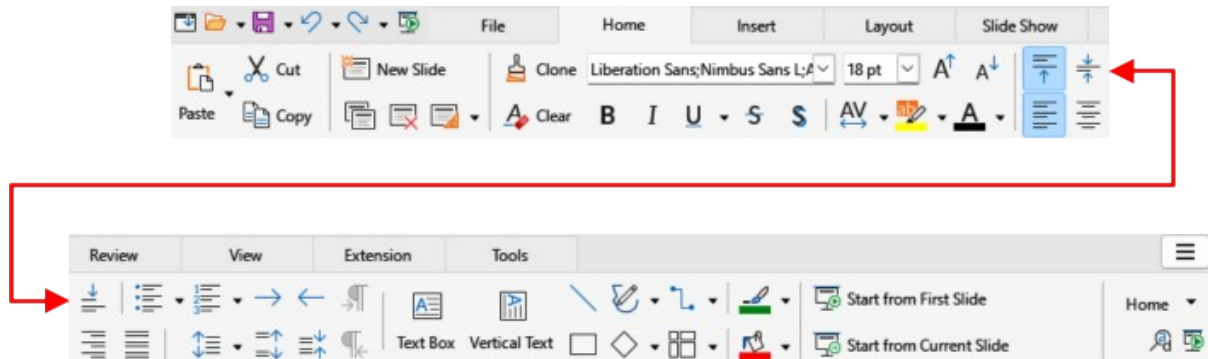 File Home Insert Layout Slide Show
Cut New Slide Clone Liberation Sans;Nimbus Sans L;A 18 pt
Paste Copy Clear B I U S S AV ab A
Review View Extension Tools
Start from First Slide Home
Text Box Vertical Text Start from Current Slide